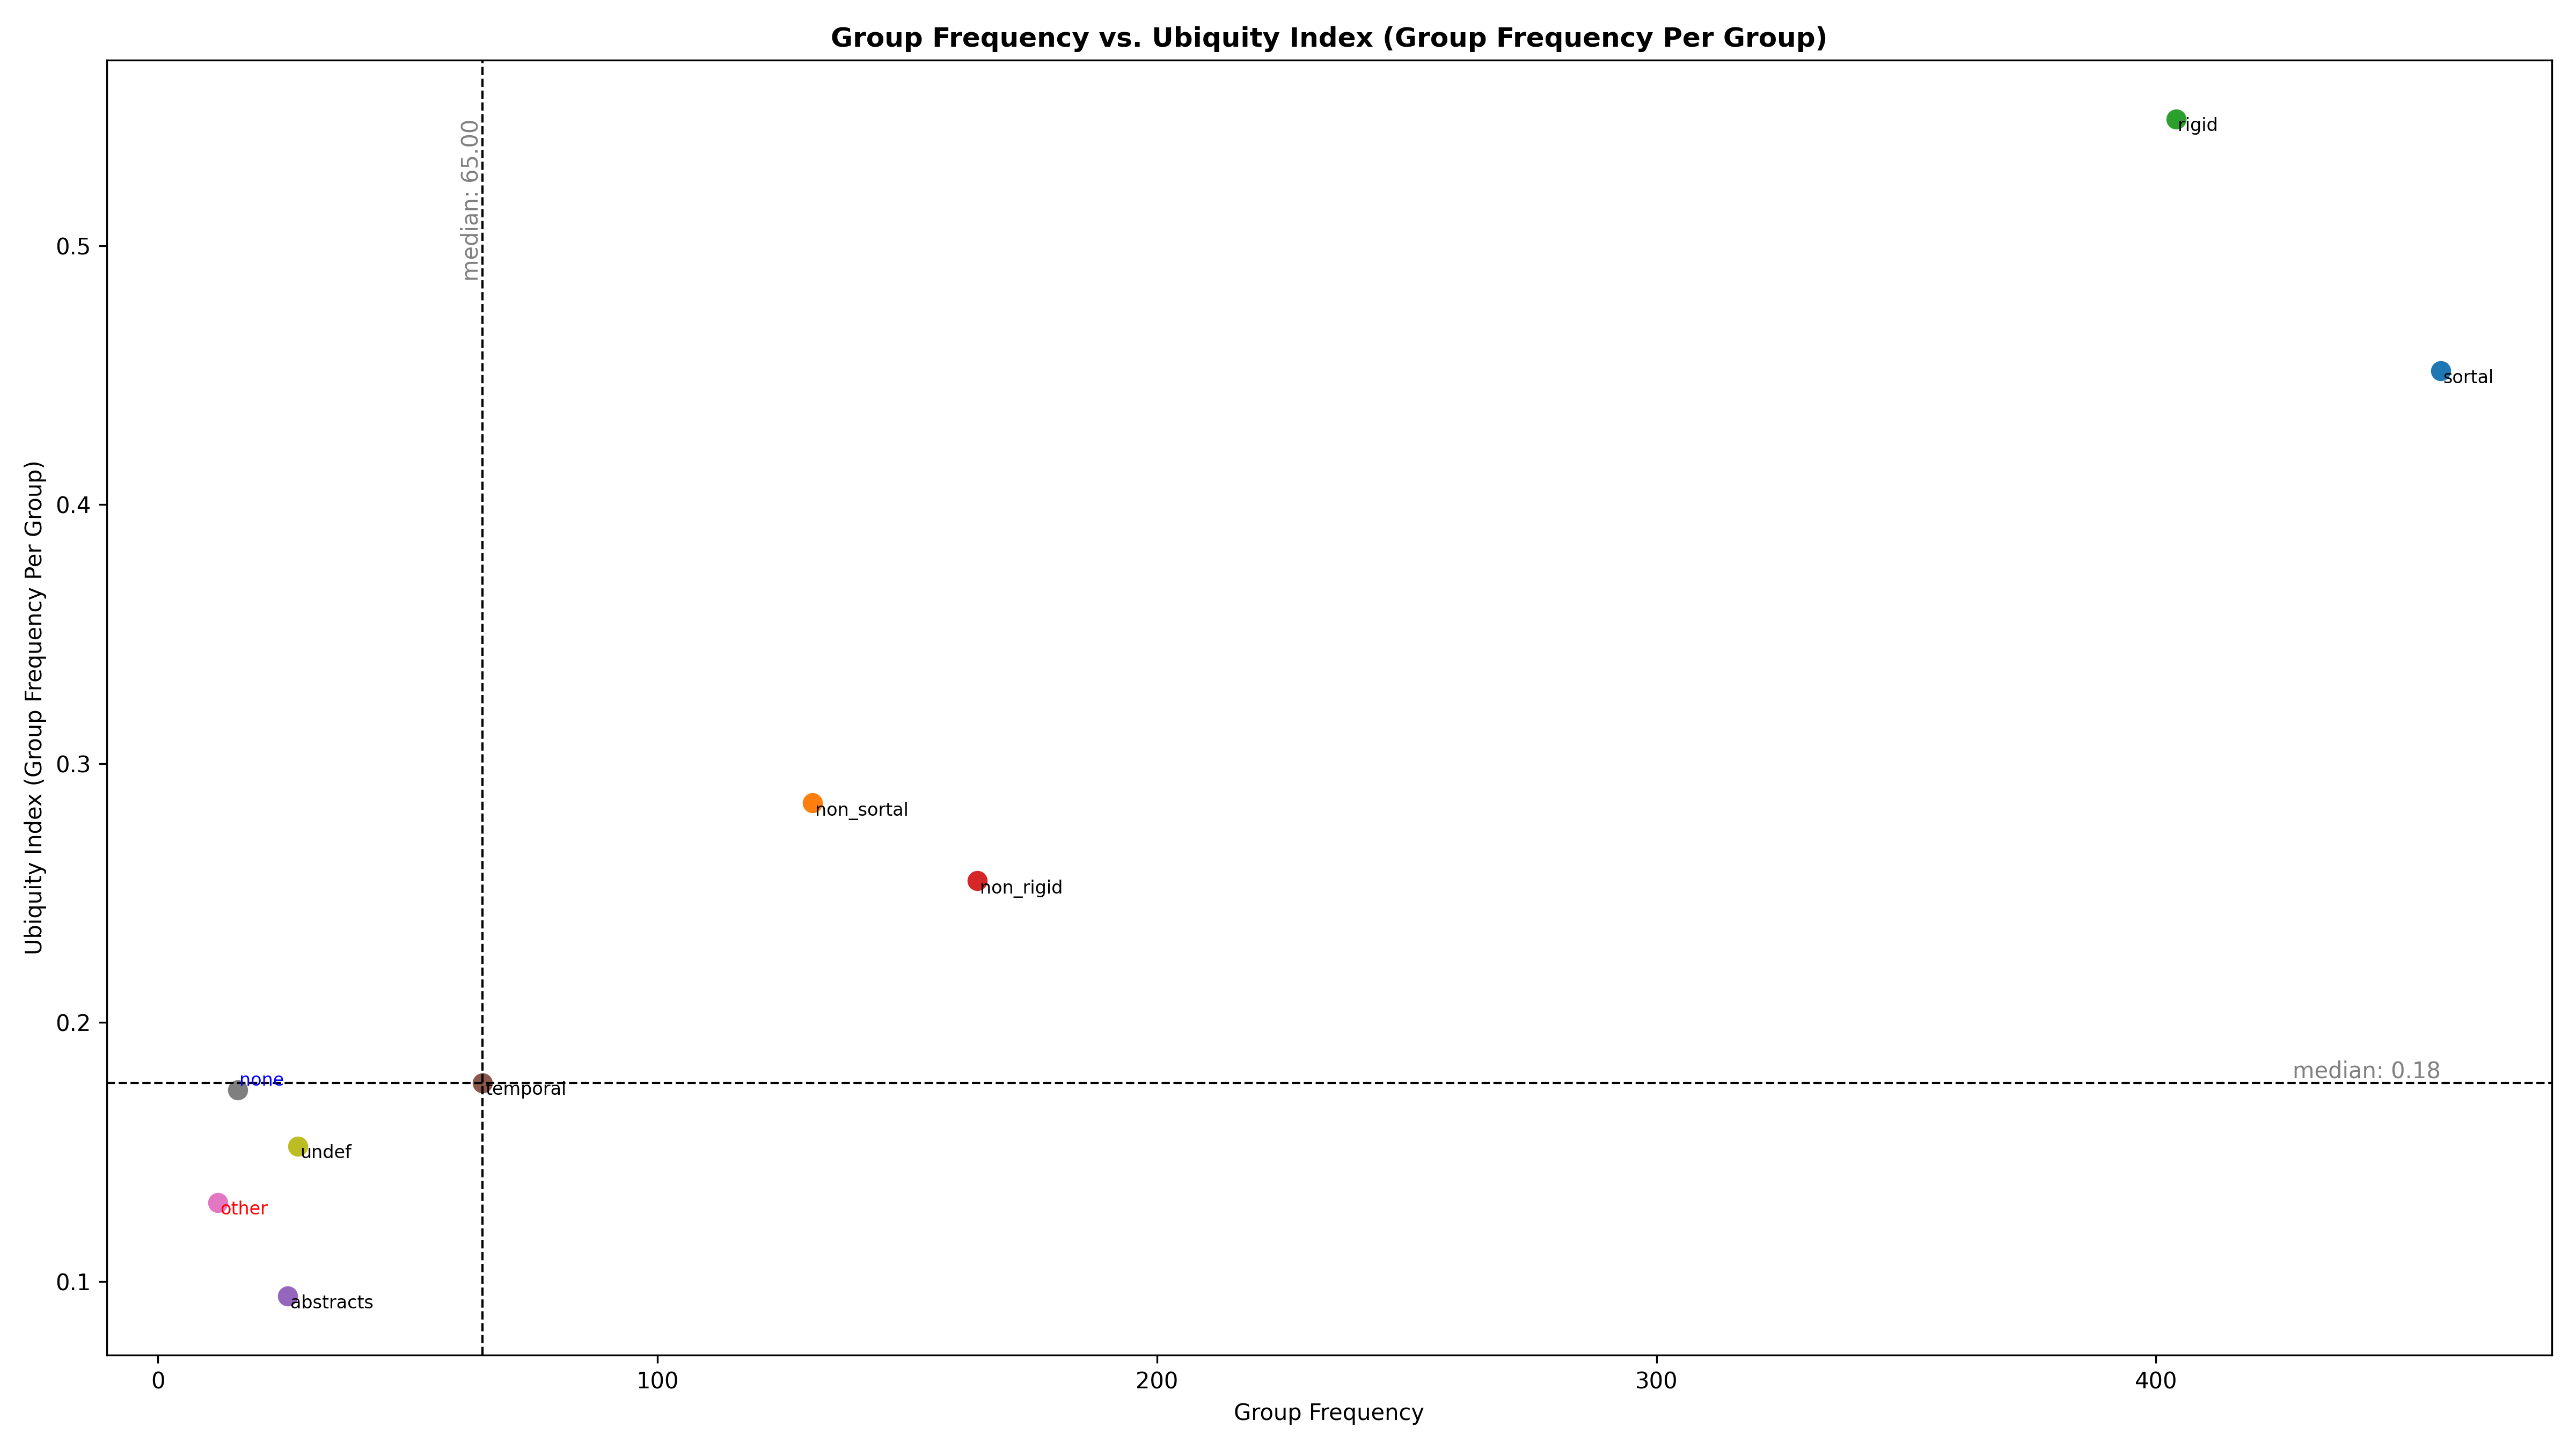 Group Frequency vs. Ubiquity Index (Group Frequency Per Group)
Ubiquity Index (Group Frequency Per Group)
0.5
0.4
0.3
0.2
0.1
median: 65.00
rigid
sortal
non_sortal
non_rigid
median: 0.18
none
temporal
undef
other
abstracts
0 100 200 300 400
Group Frequency